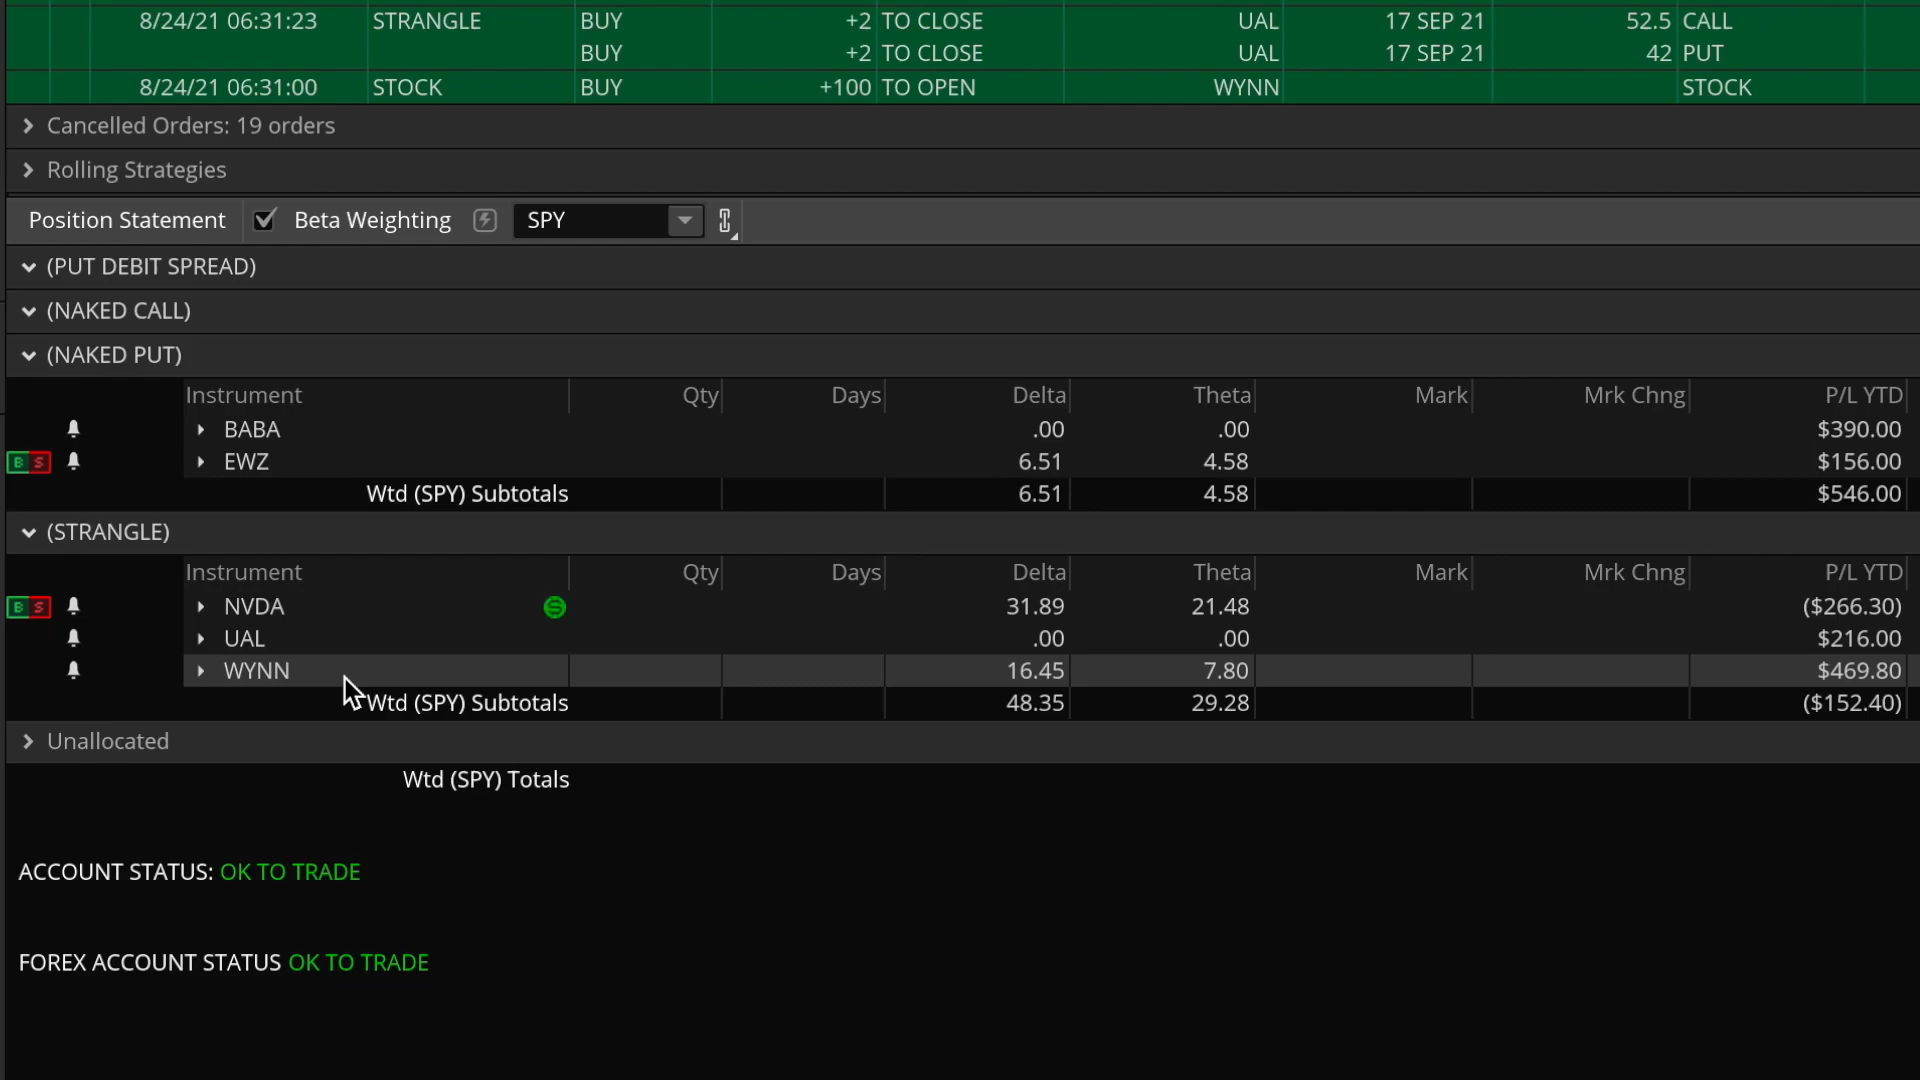 8/24/21 06:31:23 STRANGLE BUY +2 TO CLOSE UAL 17 SEP 21 52.5 CALL
BUY +2 TO CLOSE UAL 17 SEP 21 42 PUT
8/24/21 06:31:00 STOCK BUY +100 TO OPEN WYNN STOCK
Cancelled Orders: 19 orders
Rolling Strategies
Position Statement Beta Weighting SPY
(PUT DEBIT SPREAD)
(NAKED CALL)
(NAKED PUT)
Instrument Qty Days Delta Theta Mark Mrk Chng P/L YTD
BABA .00 .00 $390.00
B S EWZ 6.51 4.58 $156.00
Wtd (SPY) Subtotals 6.51 4.58 $546.00
(STRANGLE)
Instrument Qty Days Delta Theta Mark Mrk Chng P/L YTD
B S NVDA 31.89 21.48 ($266.30)
UAL .00 .00 $216.00
WYNN 16.45 7.80 $469.80
Wtd (SPY) Subtotals 48.35 29.28 ($152.40)
Unallocated
Wtd (SPY) Totals
ACCOUNT STATUS: OK TO TRADE
FOREX ACCOUNT STATUS OK TO TRADE